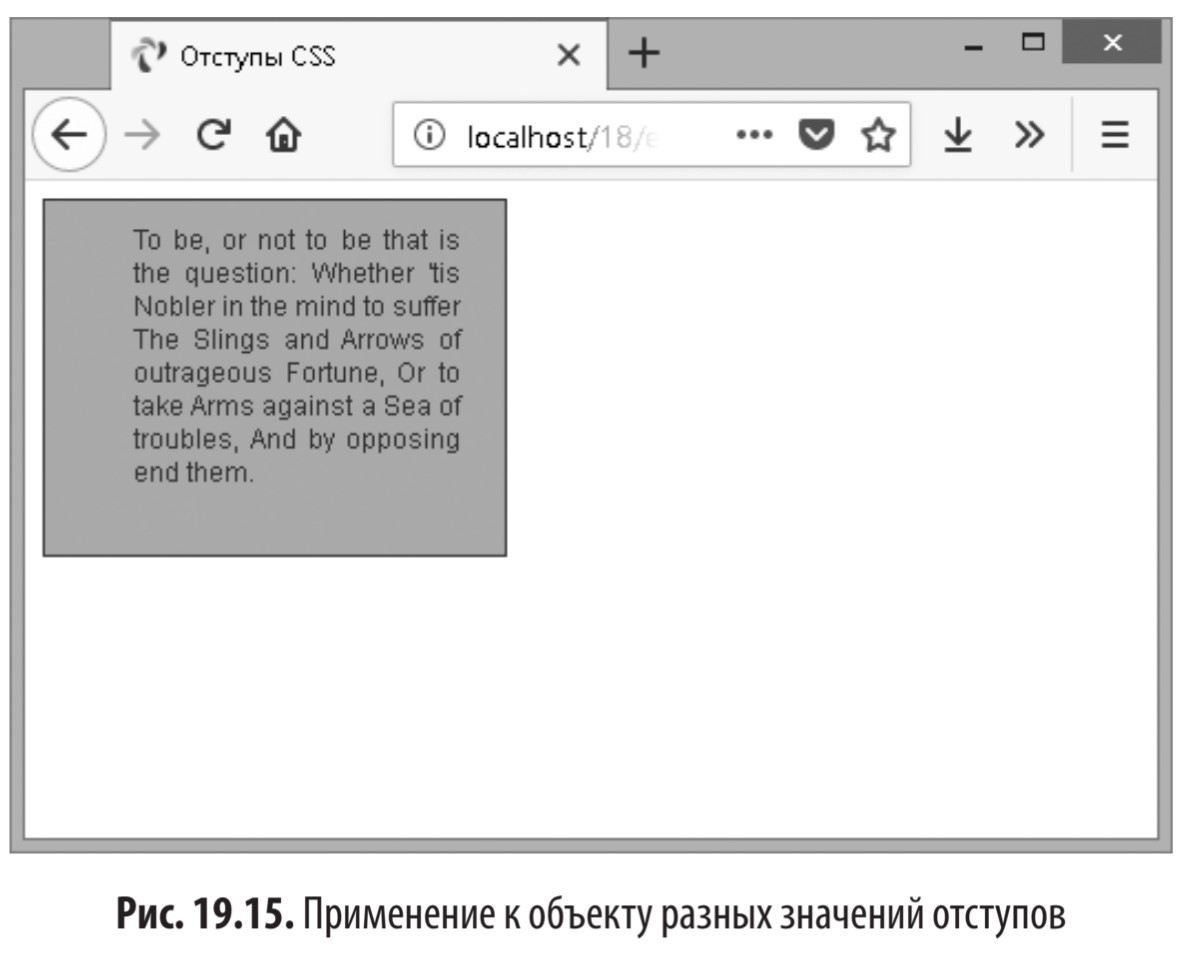 Отступы CSS
localhost/18/e
To be, or not to be that is
the question: Whether 'tis
Nobler in the mind to suffer
The Slings and Arrows of
outrageous Fortune, Or to
take Arms against a Sea of
troubles, And by opposing
end them.
Рис. 19.15. Применение к объекту разных значений отступов